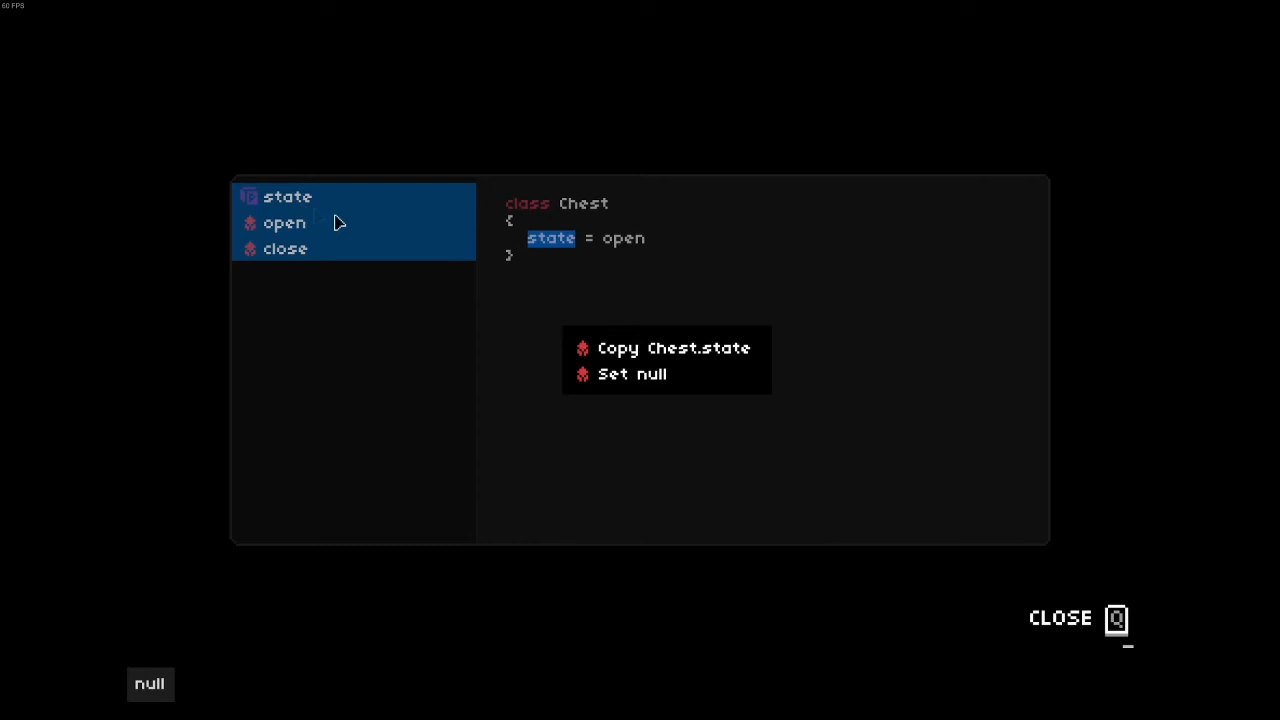 60 FPS
state
open
close
class Chest
{
state = open
}
Copy Chest.state
Set null
CLOSE Q
null